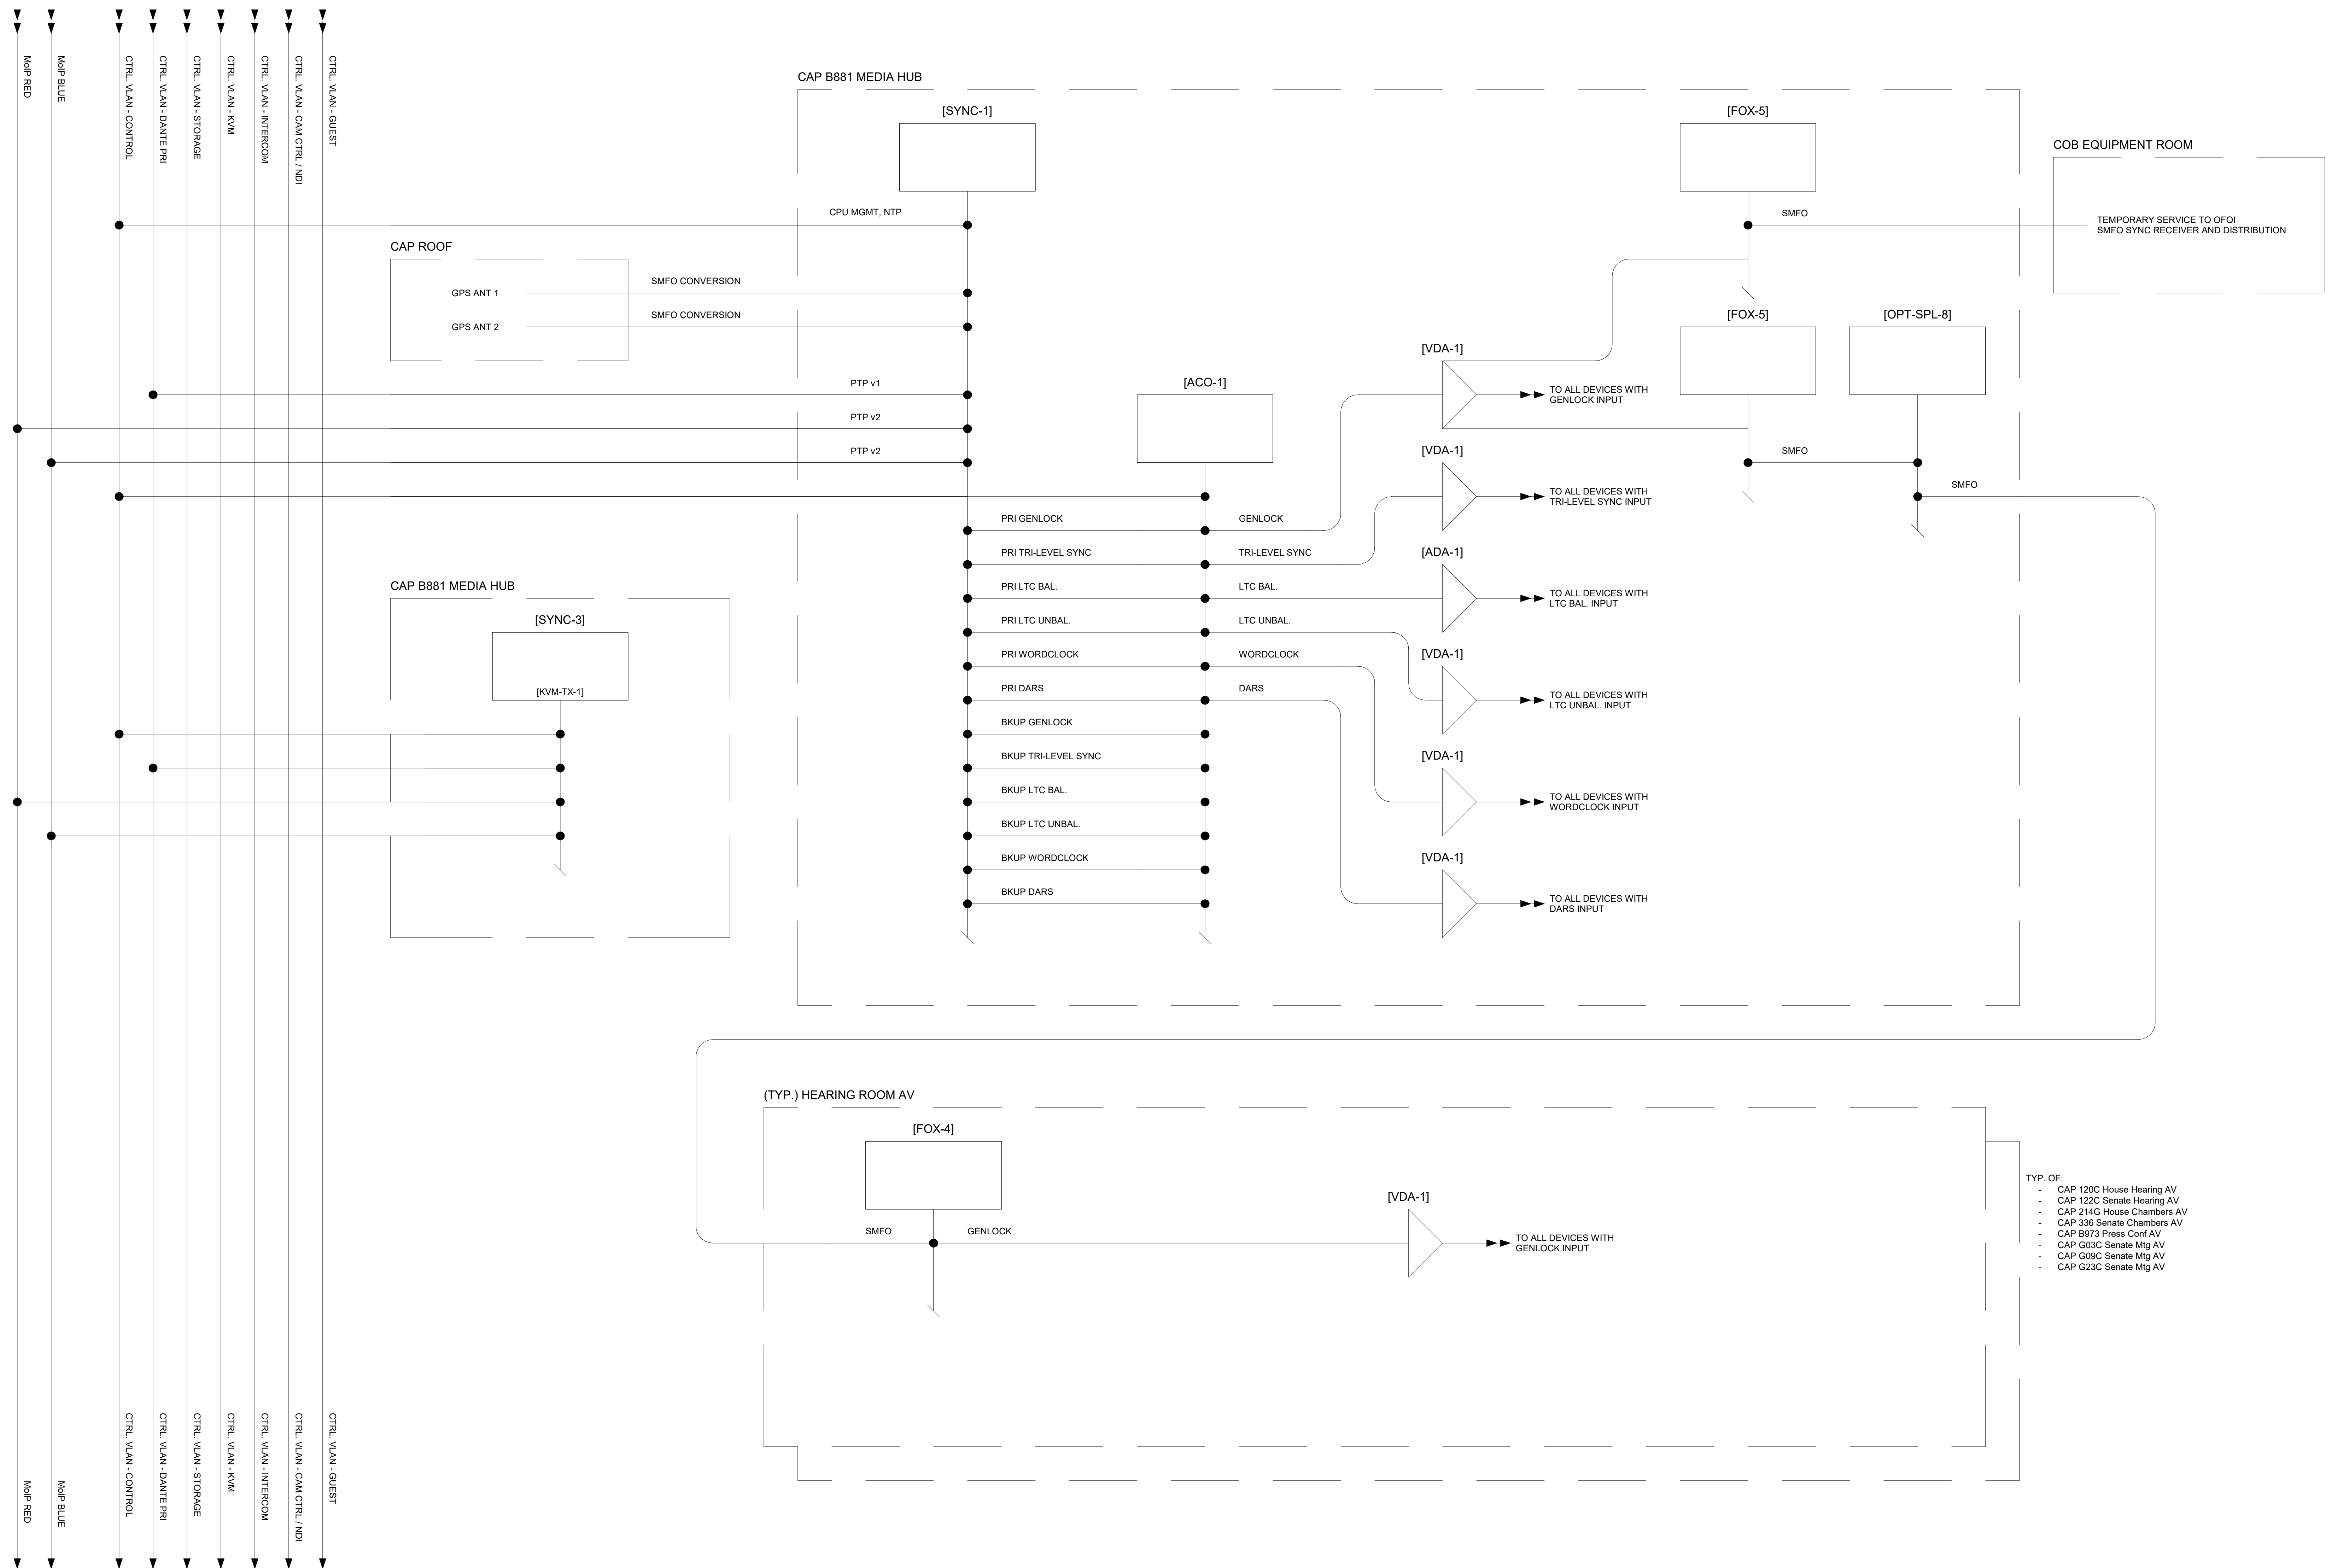 MoIP RED
MoIP BLUE
CTRL. VLAN - CONTROL
CTRL. VLAN - DANTE PRI
CTRL. VLAN - STORAGE
CTRL. VLAN - KVM
CTRL. VLAN - INTERCOM
CTRL. VLAN - CAM CTRL / NDI
CTRL. VLAN - GUEST
CAP B881 MEDIA HUB
[SYNC-1]
[FOX-5]
COB EQUIPMENT ROOM
CPU MGMT, NTP
SMFO
TEMPORARY SERVICE TO OFOI
SMFO SYNC RECEIVER AND DISTRIBUTION
CAP ROOF
GPS ANT 1
SMFO CONVERSION
GPS ANT 2
SMFO CONVERSION
[FOX-5]
[OPT-SPL-8]
[VDA-1]
PTP v1
[ACO-1]
TO ALL DEVICES WITH
GENLOCK INPUT
PTP v2
PTP v2
[VDA-1]
SMFO
SMFO
TO ALL DEVICES WITH
TRI-LEVEL SYNC INPUT
PRI GENLOCK
GENLOCK
PRI TRI-LEVEL SYNC
TRI-LEVEL SYNC
[ADA-1]
PRI LTC BAL.
LTC BAL.
TO ALL DEVICES WITH
LTC BAL. INPUT
PRI LTC UNBAL.
LTC UNBAL.
PRI WORDCLOCK
WORDCLOCK
[VDA-1]
PRI DARS
DARS
TO ALL DEVICES WITH
LTC UNBAL. INPUT
BKUP GENLOCK
BKUP TRI-LEVEL SYNC
[VDA-1]
BKUP LTC BAL.
TO ALL DEVICES WITH
WORDCLOCK INPUT
BKUP LTC UNBAL.
BKUP WORDCLOCK
[VDA-1]
BKUP DARS
TO ALL DEVICES WITH
DARS INPUT
CAP B881 MEDIA HUB
[SYNC-3]
[KVM-TX-1]
(TYP.) HEARING ROOM AV
[FOX-4]
SMFO
GENLOCK
[VDA-1]
TO ALL DEVICES WITH
GENLOCK INPUT
TYP. OF:
- CAP 120C House Hearing AV
- CAP 122C Senate Hearing AV
- CAP 214G House Chambers AV
- CAP 336 Senate Chambers AV
- CAP B973 Press Conf AV
- CAP G03C Senate Mtg AV
- CAP G09C Senate Mtg AV
- CAP G23C Senate Mtg AV
MoIP RED
MoIP BLUE
CTRL. VLAN - CONTROL
CTRL. VLAN - DANTE PRI
CTRL. VLAN - STORAGE
CTRL. VLAN - KVM
CTRL. VLAN - INTERCOM
CTRL. VLAN - CAM CTRL / NDI
CTRL. VLAN - GUEST